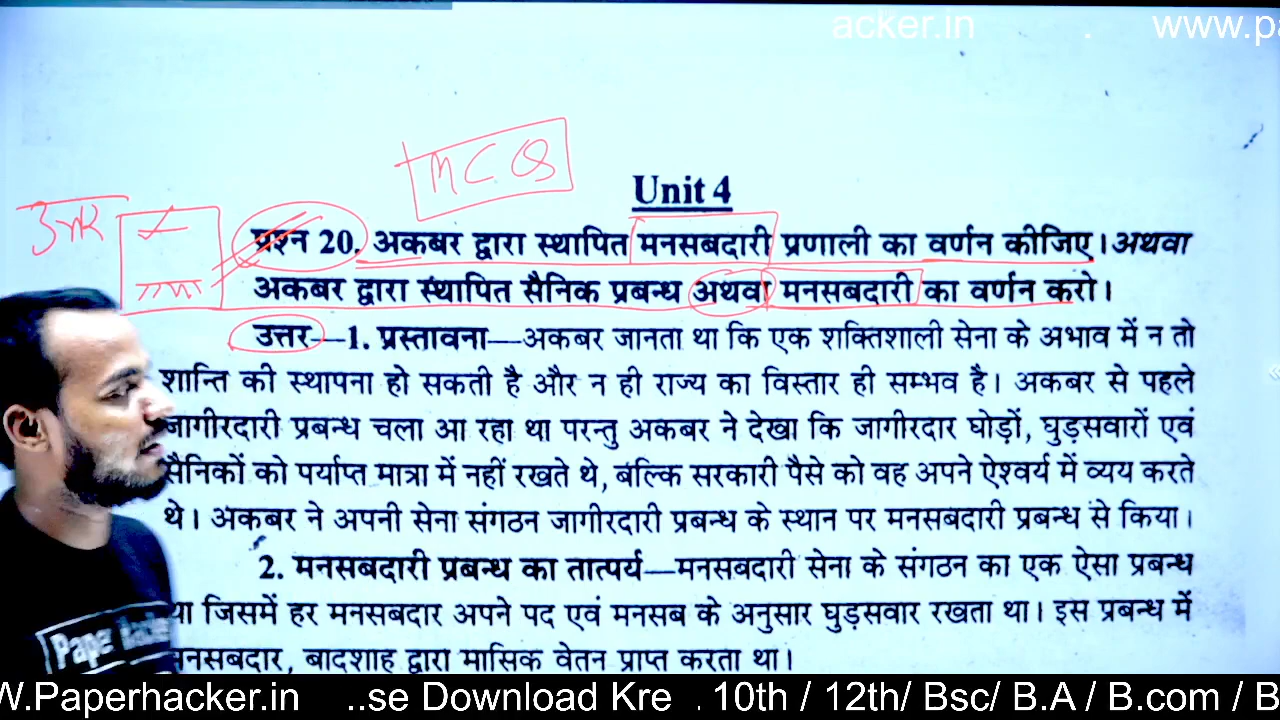 acker.in . www.pa
MCQ
Unit 4
उत्तर
प्रश्न 20. अकबर द्वारा स्थापित मनसबदारी प्रणाली का वर्णन कीजिए। अथवा
अकबर द्वारा स्थापित सैनिक प्रबन्ध अथवा मनसबदारी का वर्णन करो।
उत्तर—1. प्रस्तावना—अकबर जानता था कि एक शक्तिशाली सेना के अभाव में न तो
शान्ति की स्थापना हो सकती है और न ही राज्य का विस्तार ही सम्भव है। अकबर से पहले
जागीरदारी प्रबन्ध चला आ रहा था परन्तु अकबर ने देखा कि जागीरदार घोड़ों, घुड़सवारों एवं
सैनिकों को पर्याप्त मात्रा में नहीं रखते थे, बल्कि सरकारी पैसे को वह अपने ऐश्वर्य में व्यय करते
थे। अकबर ने अपनी सेना संगठन जागीरदारी प्रबन्ध के स्थान पर मनसबदारी प्रबन्ध से किया।
2. मनसबदारी प्रबन्ध का तात्पर्य—मनसबदारी सेना के संगठन का एक ऐसा प्रबन्ध
था जिसमें हर मनसबदार अपने पद एवं मनसब के अनुसार घुड़सवार रखता था। इस प्रबन्ध में
मनसबदार, बादशाह द्वारा मासिक वेतन प्राप्त करता था।
Paper Hacker
W.Paperhacker.in ..se Download Kre . 10th / 12th/ Bsc/ B.A / B.com / B